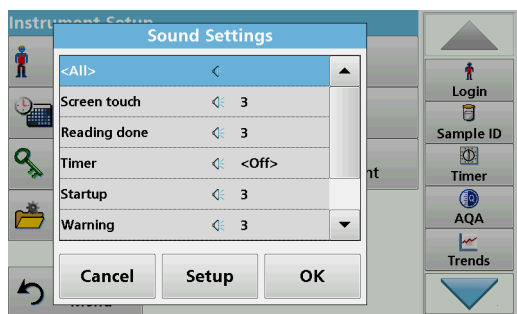 Instrument Setup
Sound Settings
<All>
Screen touch 3
Reading done 3
Timer <Off>
Startup 3
Warning 3
Cancel Setup OK
Menu
nt
Login
Sample ID
Timer
AQA
Trends